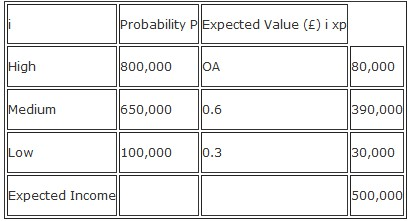 i Probability P Expected Value (£) i xp
High 800,000 OA 80,000
Medium 650,000 0.6 390,000
Low 100,000 0.3 30,000
Expected Income 500,000